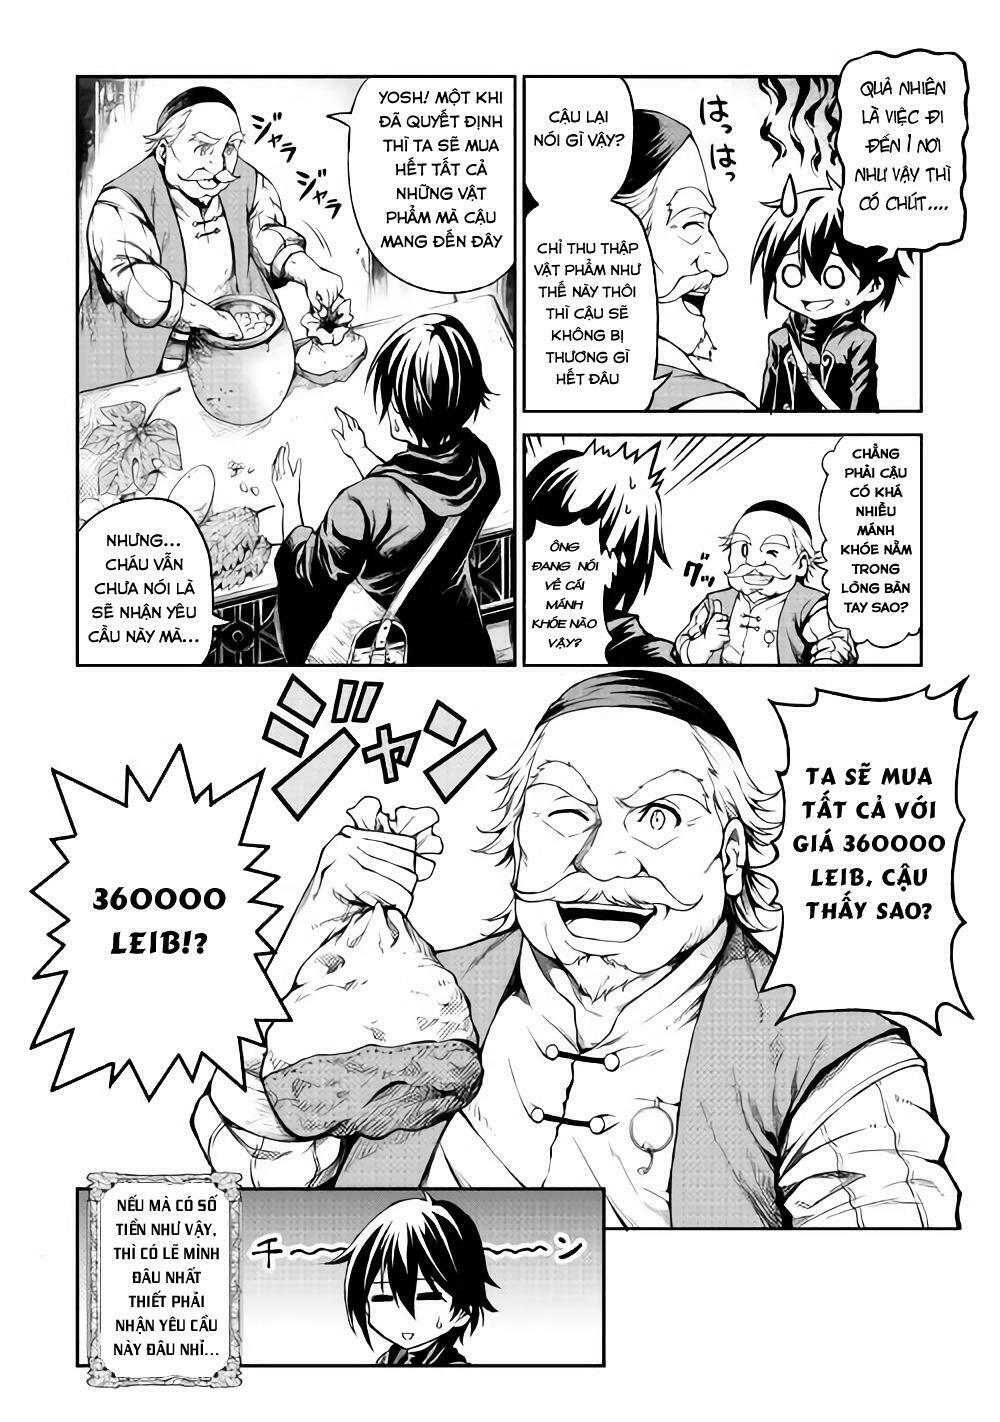 QUẢ NHIÊN
LÀ VIỆC ĐI
ĐẾN 1 NƠI
NHƯ VẬY THÌ
CÓ CHÚT....
はっはっ
CẬU LẠI
NÓI GÌ VẬY?
CHỈ THU THẬP
VẬT PHẨM NHƯ
THẾ NÀY THÔI
THÌ CẬU SẼ
KHÔNG BỊ
THƯƠNG GÌ
HẾT ĐÂU
YOSH! MỘT KHI
ĐÃ QUYẾT ĐỊNH
THÌ TA SẼ MUA
HẾT TẤT CẢ
NHỮNG VẬT
PHẨM MÀ CẬU
MANG ĐẾN ĐÂY
ジャラ
ジャラ
NHƯNG...
CHÁU VẪN
CHƯA NÓI LÀ
SẼ NHẬN YÊU
CẦU NÀY MÀ...
CHẲNG
PHẢI CẬU
CÓ KHÁ
NHIỀU
MÁNH
KHÓE NẰM
TRONG
LÒNG BÀN
TAY SAO?
グッ
ÔNG
ĐANG NÓI
VỀ CÁI
MÁNH
KHÓE NÀO
VẬY?
ジャン
TA SẼ MUA
TẤT CẢ VỚI
GIÁ 360000
LEIB, CẬU
THẤY SAO?
360000
LEIB!?
チ〜〜ン
NẾU MÀ CÓ SỐ
TIỀN NHƯ VẬY,
THÌ CÓ LẼ MÌNH
ĐÂU NHẤT
THIẾT PHẢI
NHẬN YÊU CẦU
NÀY ĐÂU NHỈ...